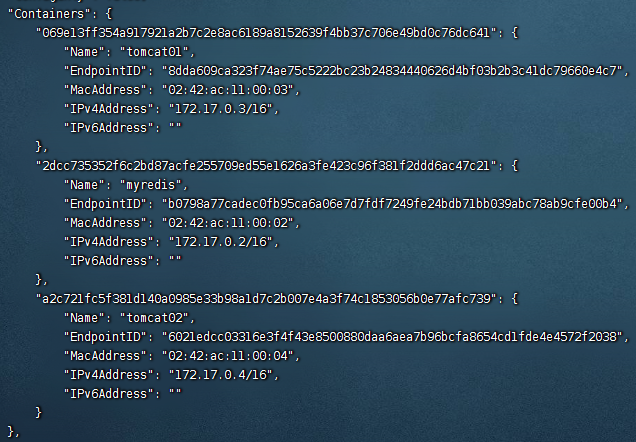 "Containers": {
"069e13ff354a917921a2b7c2e8ac6189a8152639f4bb37c706e49bd0c76dc641": {
"Name": "tomcat01",
"EndpointID": "8dda609ca323f74ae75c5222bc23b24834440626d4bf03b2b3c41dc79660e4c7",
"MacAddress": "02:42:ac:11:00:03",
"IPv4Address": "172.17.0.3/16",
"IPv6Address": ""
},
"2dcc735352f6c2bd87acfe255709ed55e1626a3fe423c96f381f2ddd6ac47c21": {
"Name": "myredis",
"EndpointID": "b0798a77cadec0fb95ca6a06e7d7fdf7249fe24bdb71bb039abc78ab9cfe00b4",
"MacAddress": "02:42:ac:11:00:02",
"IPv4Address": "172.17.0.2/16",
"IPv6Address": ""
},
"a2c721fc5f381d140a0985e33b98a1d7c2b007e4a3f74c1853056b0e77afc739": {
"Name": "tomcat02",
"EndpointID": "6021edcc03316e3f4f43e8500880daa6aea7b96bcfa8654cd1fde4e4572f2038",
"MacAddress": "02:42:ac:11:00:04",
"IPv4Address": "172.17.0.4/16",
"IPv6Address": ""
}
},